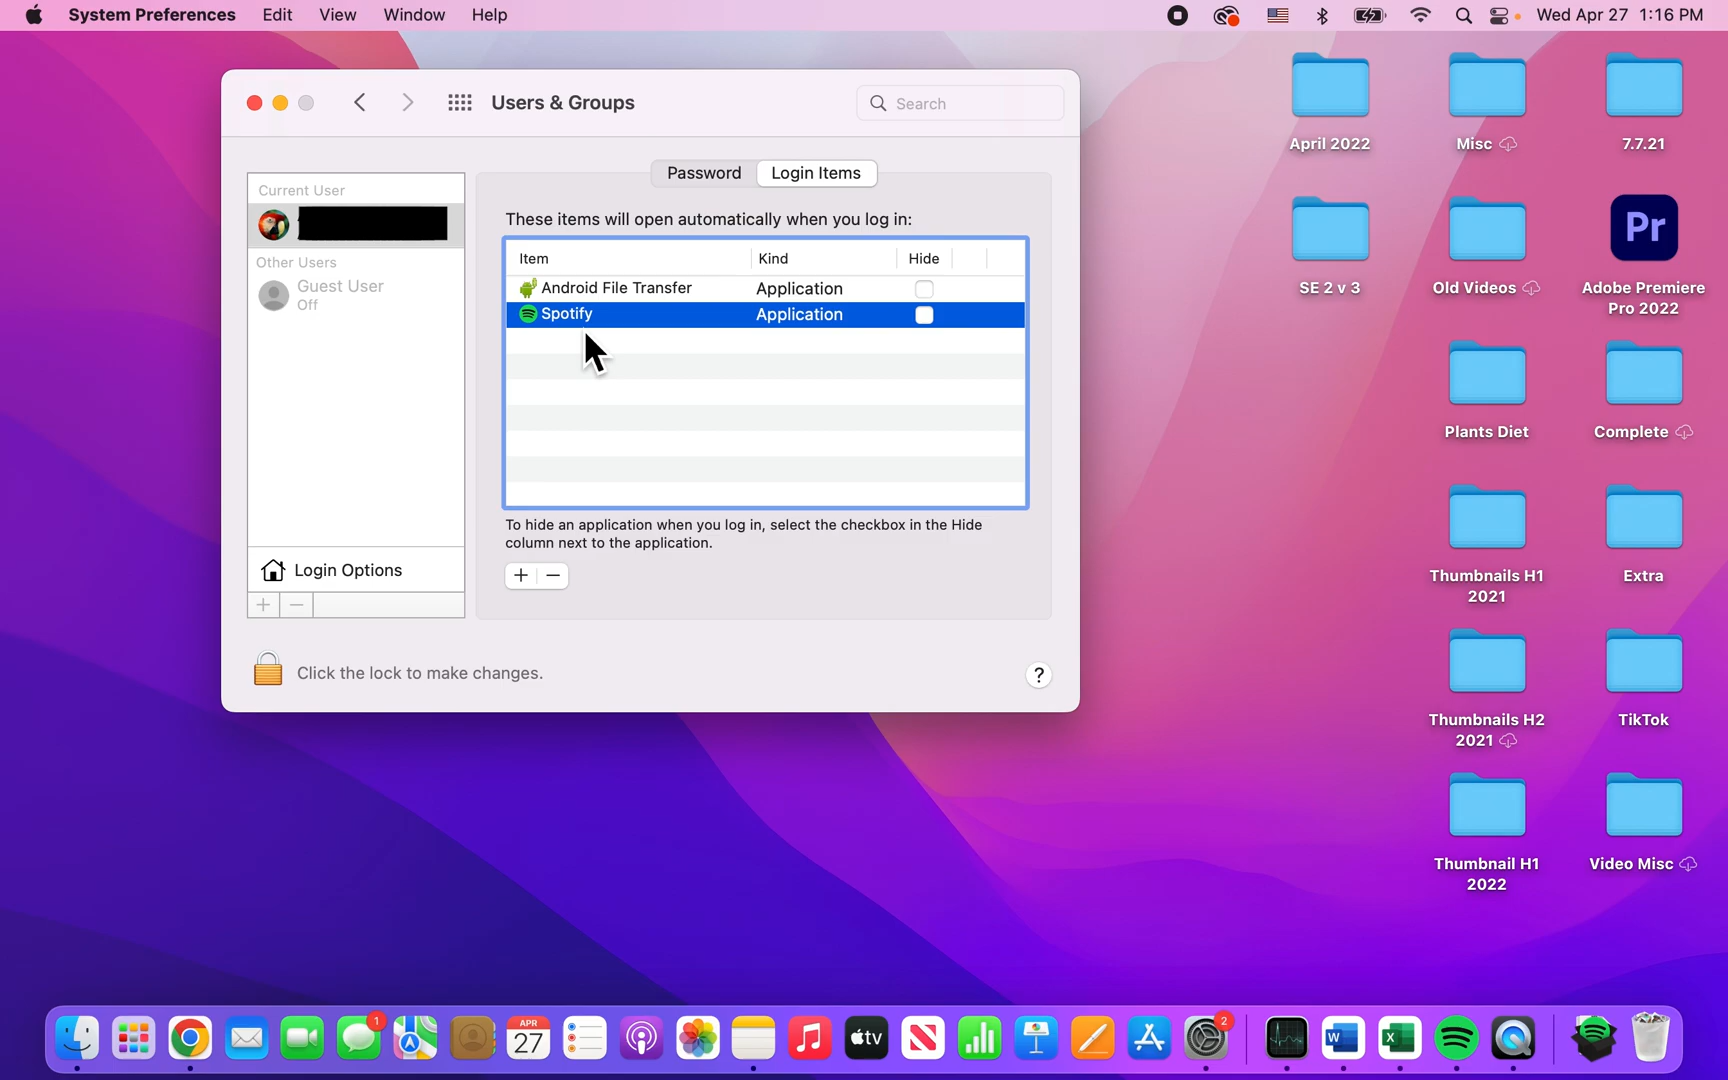 System Preferences Edit View Window Help
Wed Apr 27 1:16 PM
Users & Groups
Search
Password Login Items
Current User
Other Users
Guest User
Off
Login Options
These items will open automatically when you log in:
Item Kind Hide
Android File Transfer Application
Spotify Application
To hide an application when you log in, select the checkbox in the Hide
column next to the application.
+ −
+ −
Click the lock to make changes.
?
April 2022
Misc
7.7.21
SE 2 v 3
Old Videos
Pr
Adobe Premiere
Pro 2022
Plants Diet
Complete
Thumbnails H1
2021
Extra
Thumbnails H2
2021
TikTok
Thumbnail H1
2022
Video Misc
1
APR
27
tv
2
W
X